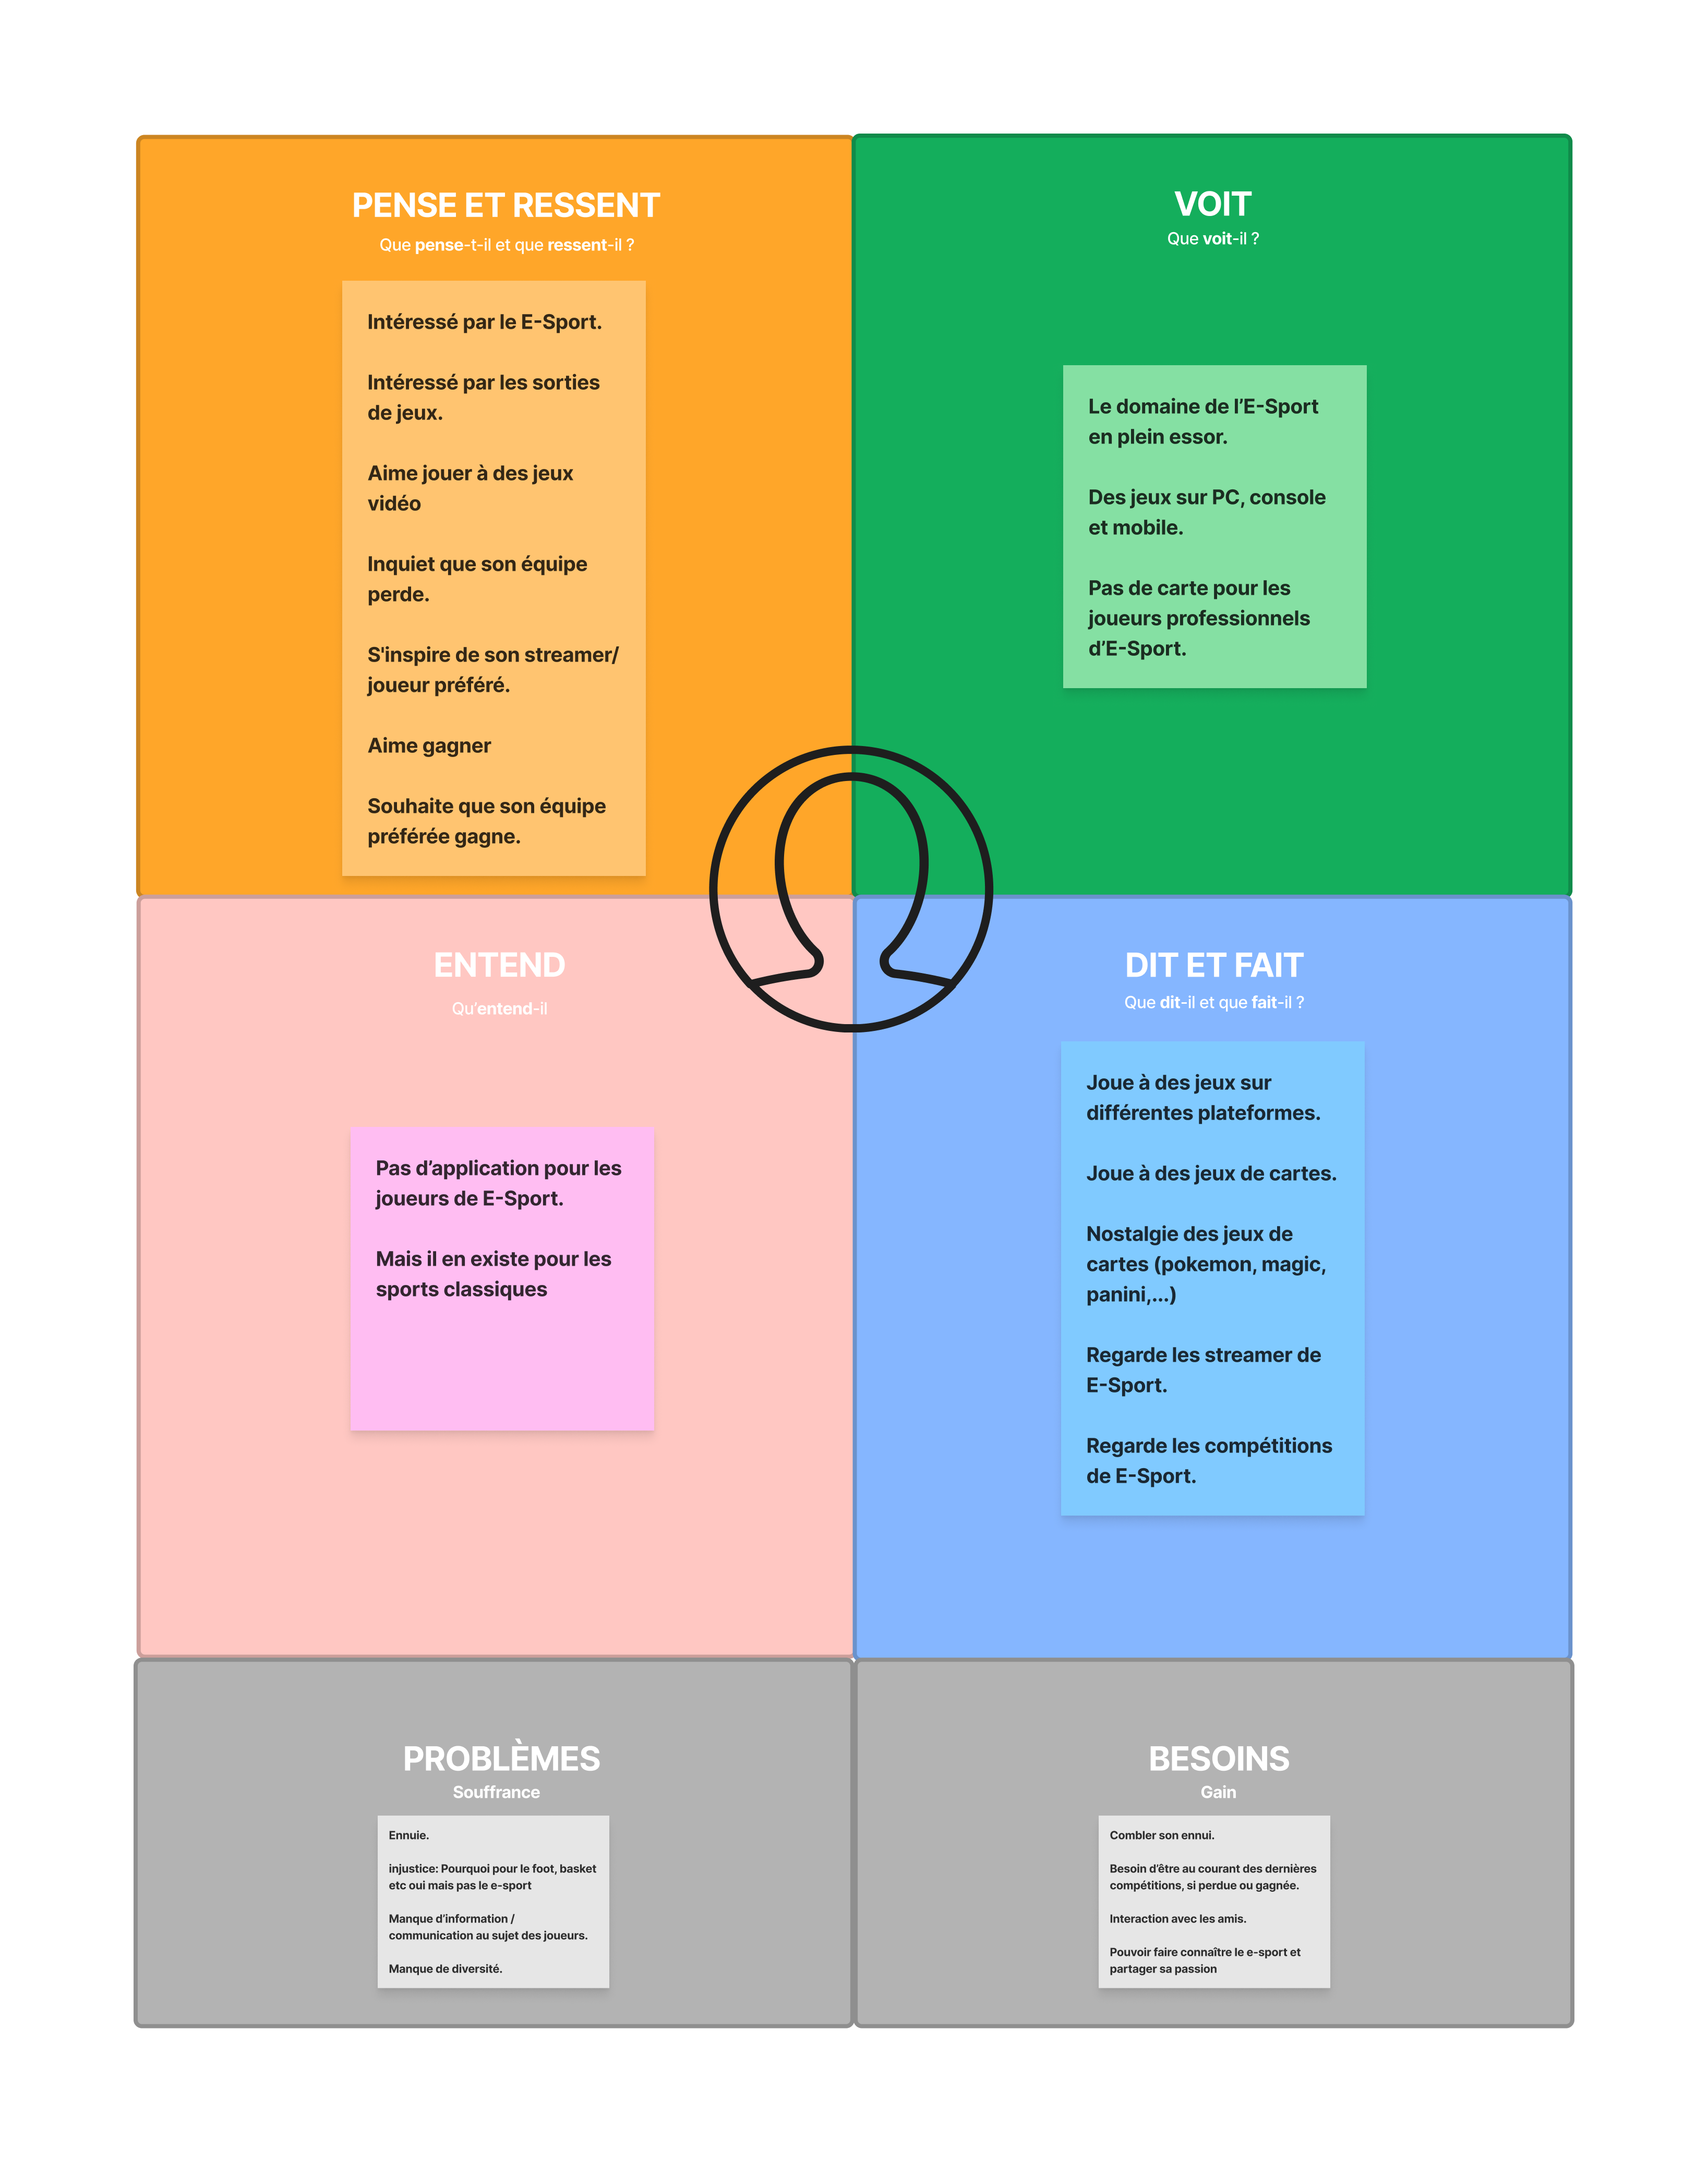 PENSE ET RESSENT
Que pense-t-il et que ressent-il ?
Intéressé par le E-Sport.
Intéressé par les sorties
de jeux.
Aime jouer à des jeux
vidéo
Inquiet que son équipe
perde.
S'inspire de son streamer/
joueur préféré.
Aime gagner
Souhaite que son équipe
préférée gagne.
VOIT
Que voit-il ?
Le domaine de l’E-Sport
en plein essor.
Des jeux sur PC, console
et mobile.
Pas de carte pour les
joueurs professionnels
d’E-Sport.
ENTEND
Qu'entend-il
Pas d’application pour les
joueurs de E-Sport.
Mais il en existe pour les
sports classiques
DIT ET FAIT
Que dit-il et que fait-il ?
Joue à des jeux sur
différentes plateformes.
Joue à des jeux de cartes.
Nostalgie des jeux de
cartes (pokemon, magic,
panini,...)
Regarde les streamer de
E-Sport.
Regarde les compétitions
de E-Sport.
PROBLÈMES
Souffrance
Ennuie.
injustice: Pourquoi pour le foot, basket
etc oui mais pas le e-sport
Manque d’information /
communication au sujet des joueurs.
Manque de diversité.
BESOINS
Gain
Combler son ennui.
Besoin d’être au courant des dernières
compétitions, si perdue ou gagnée.
Interaction avec les amis.
Pouvoir faire connaître le e-sport et
partager sa passion